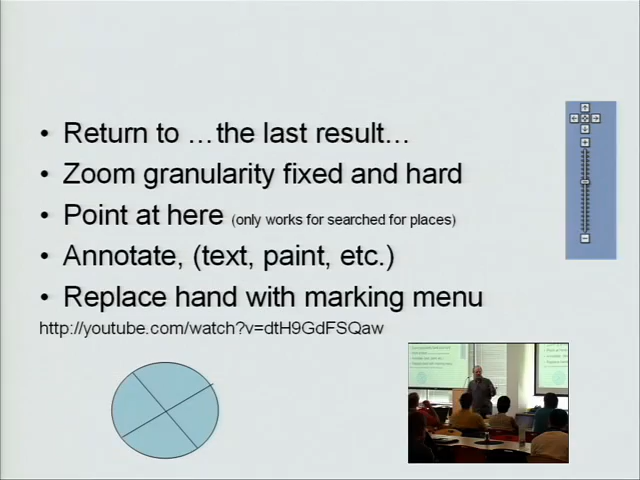 • Return to …the last result…
• Zoom granularity fixed and hard
• Point at here (only works for searched for places)
• Annotate, (text, paint, etc.)
• Replace hand with marking menu
http://youtube.com/watch?v=dtH9GdFSQaw